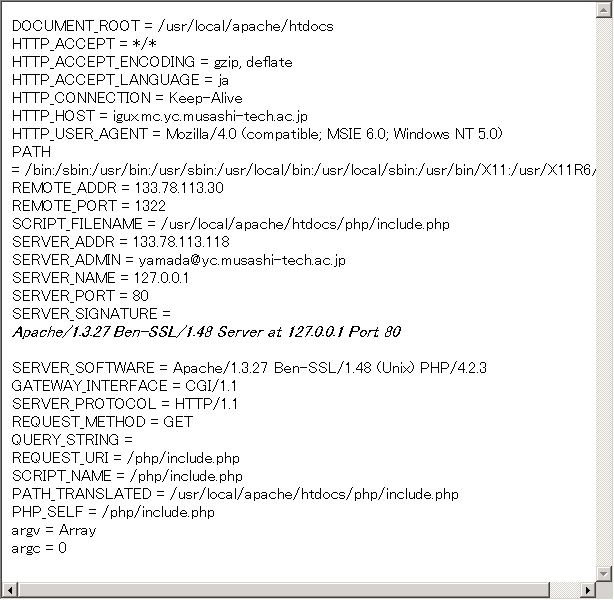 DOCUMENT_ROOT = /usr/local/apache/htdocs
HTTP_ACCEPT = */*
HTTP_ACCEPT_ENCODING = gzip, deflate
HTTP_ACCEPT_LANGUAGE = ja
HTTP_CONNECTION = Keep-Alive
HTTP_HOST = igux.mc.yc.musashi-tech.ac.jp
HTTP_USER_AGENT = Mozilla/4.0 (compatible; MSIE 6.0; Windows NT 5.0)
PATH
= /bin:/sbin:/usr/bin:/usr/sbin:/usr/local/bin:/usr/local/sbin:/usr/bin/X11:/usr/X11R6/
REMOTE_ADDR = 133.78.113.30
REMOTE_PORT = 1322
SCRIPT_FILENAME = /usr/local/apache/htdocs/php/include.php
SERVER_ADDR = 133.78.113.118
SERVER_ADMIN = yamada@yc.musashi-tech.ac.jp
SERVER_NAME = 127.0.0.1
SERVER_PORT = 80
SERVER_SIGNATURE =
Apache/1.3.27 Ben-SSL/1.48 Server at 127.0.0.1 Port 80
SERVER_SOFTWARE = Apache/1.3.27 Ben-SSL/1.48 (Unix) PHP/4.2.3
GATEWAY_INTERFACE = CGI/1.1
SERVER_PROTOCOL = HTTP/1.1
REQUEST_METHOD = GET
QUERY_STRING =
REQUEST_URI = /php/include.php
SCRIPT_NAME = /php/include.php
PATH_TRANSLATED = /usr/local/apache/htdocs/php/include.php
PHP_SELF = /php/include.php
argv = Array
argc = 0